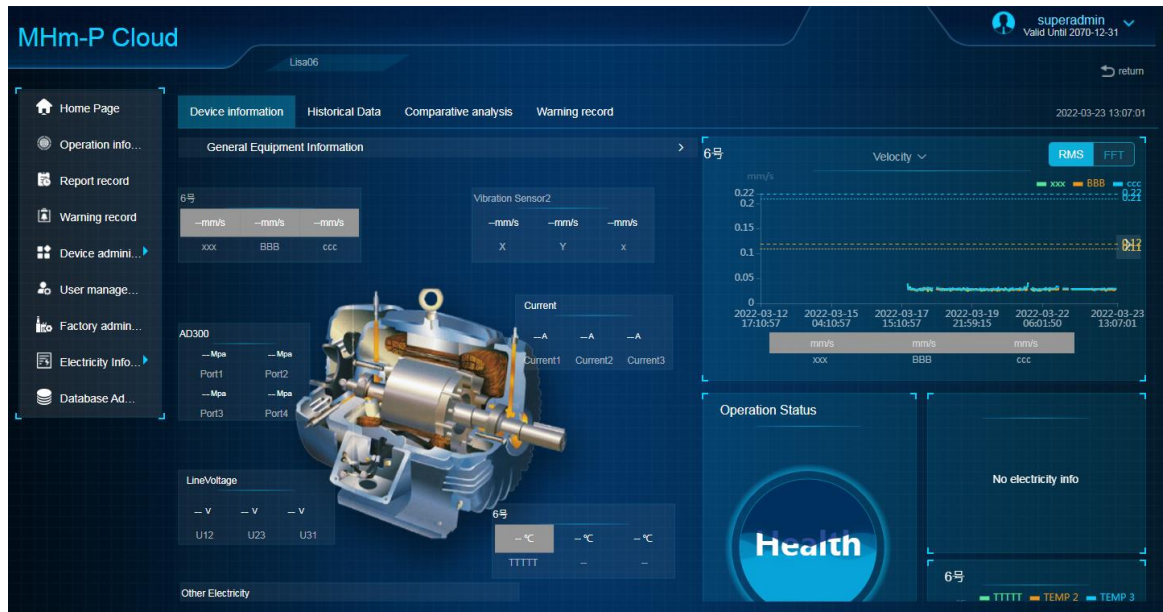 MHm-P Cloud
superadmin
Valid Until 2070-12-31
Lisa06
return
Home Page
Operation info...
Report record
Warning record
Device admini...
User manage...
Factory admin...
Electricity Info...
Database Ad...
Device information Historical Data Comparative analysis Warning record
2022-03-23 13:07:01
General Equipment Information >
6号
--mm/s --mm/s --mm/s
xxx BBB ccc
Vibration Sensor2
--mm/s --mm/s --mm/s
X Y x
Current
--A --A --A
Current1 Current2 Current3
AD300
-- Mpa -- Mpa
Port1 Port2
-- Mpa -- Mpa
Port3 Port4
LineVoltage
-- V -- V -- V
U12 U23 U31
6号
-- ℃ -- ℃ -- ℃
TTTTT -- --
Other Electricity
6号
Velocity
RMS FFT
mm/s
xxx BBB ccc
0.22
0.2
0.15
0.1
0.05
0
0.22
0.21
0.12
0.11
2022-03-12 2022-03-15 2022-03-17 2022-03-19 2022-03-22 2022-03-23
17:10:57 04:10:57 15:10:57 21:59:15 06:01:50 13:07:01
mm/s mm/s mm/s
xxx BBB ccc
Operation Status
Health
No electricity info
6号
TTTTT TEMP 2 TEMP 3